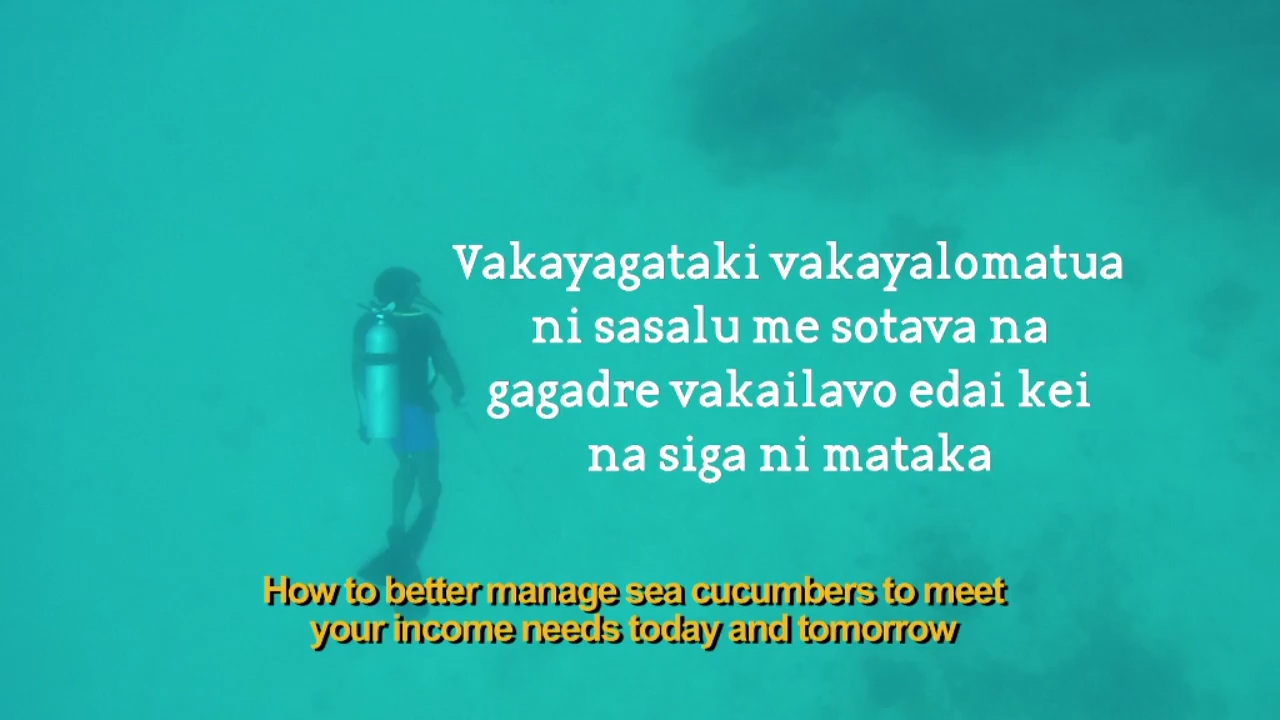 Vakayagataki vakayalomatua
ni sasalu me sotava na
gagadre vakailavo edai kei
na siga ni mataka
How to better manage sea cucumbers to meet
your income needs today and tomorrow